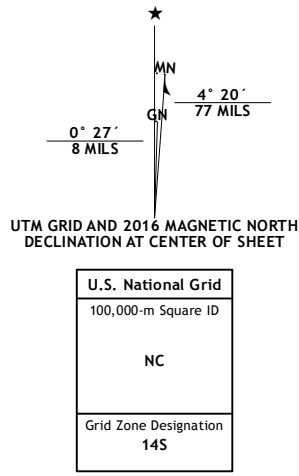 MN
GN
4° 20´
77 MILS
0° 27´
8 MILS
UTM GRID AND 2016 MAGNETIC NORTH
DECLINATION AT CENTER OF SHEET
U.S. National Grid
100,000-m Square ID
NC
Grid Zone Designation
14S